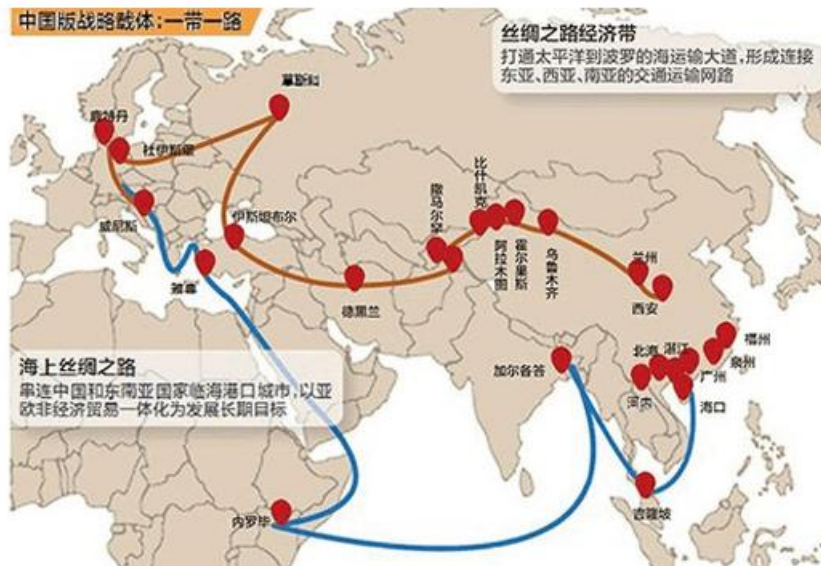 中国版战略载体：一带一路
丝绸之路经济带
打通太平洋到波罗的海运输大道，形成连接
东亚、西亚、南亚的交通运输网路
莫斯科
鹿特丹
杜伊斯堡
比什凯克
撒马尔罕
伊斯坦布尔
威尼斯
阿拉木图
霍尔果斯
乌鲁木齐
兰州
雅典
德黑兰
西安
海上丝绸之路
串连中国和东南亚国家临海港口城市，以亚
欧非经济贸易一体化为发展长期目标
加尔各答
北海
湛江
福州
泉州
广州
河内
海口
吉隆坡
内罗毕